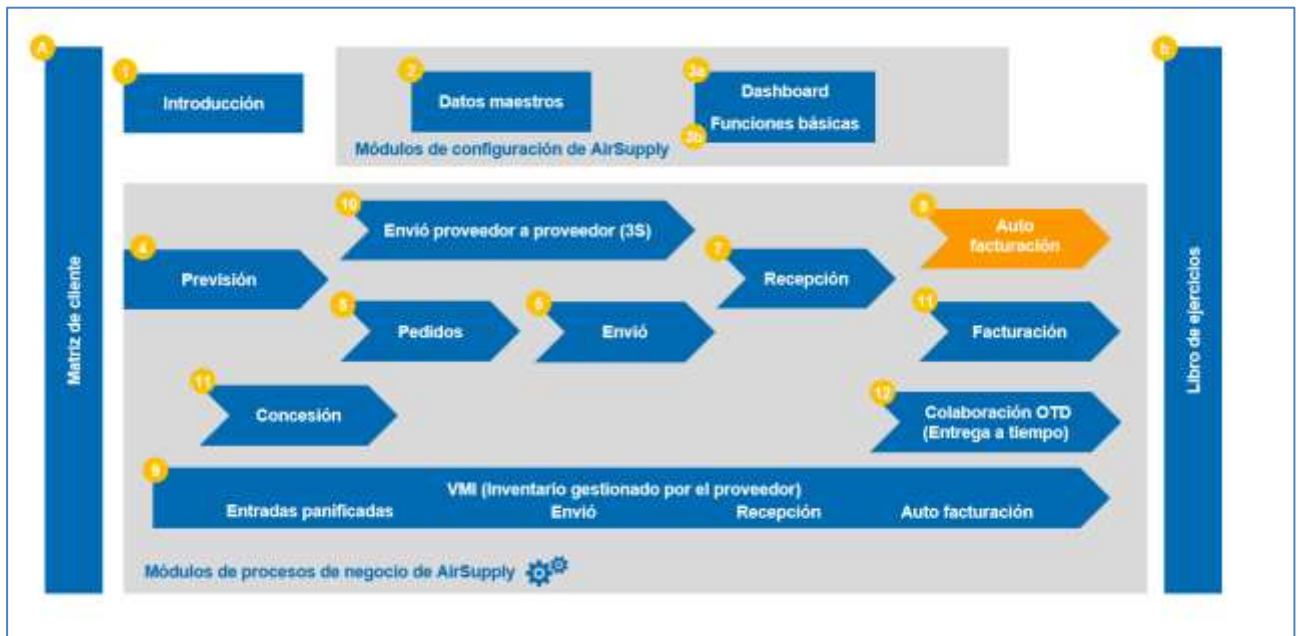 A
b
1
Introducción
2
Datos maestros
3a
Dashboard
3b
Funciones básicas
Módulos de configuración de AirSupply
Matriz de cliente
Libro de ejercicios
10
Envió proveedor a proveedor (3S)
8
Auto
facturación
4
Previsión
7
Recepción
5
Pedidos
6
Envió
11
Facturación
11
Concesión
12
Colaboración OTD
(Entrega a tiempo)
9
VMI (Inventario gestionado por el proveedor)
Entradas panificadas
Envió
Recepción
Auto facturación
Módulos de procesos de negocio de AirSupply